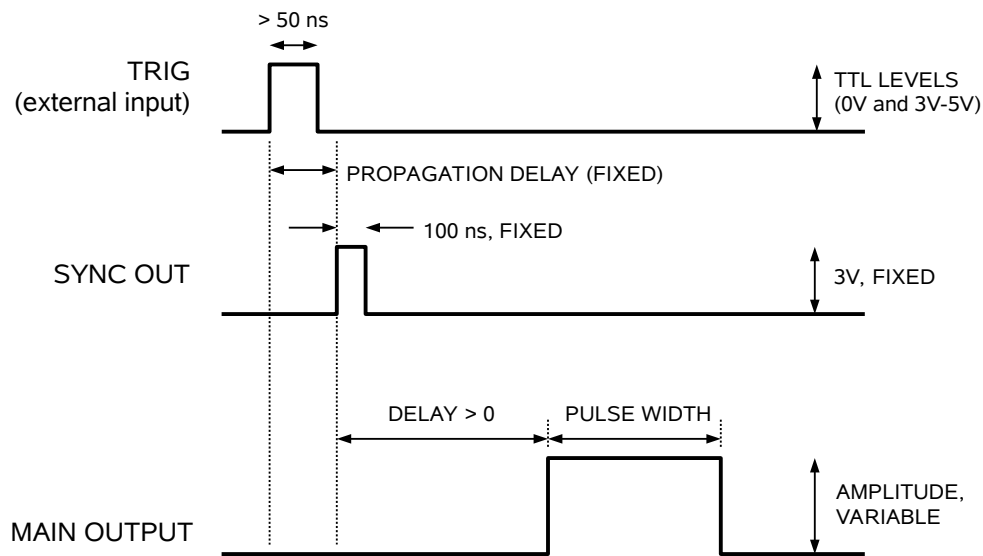 > 50 ns
TRIG
(external input)
TTL LEVELS
(0V and 3V-5V)
PROPAGATION DELAY (FIXED)
100 ns, FIXED
SYNC OUT
3V, FIXED
DELAY > 0
PULSE WIDTH
AMPLITUDE,
VARIABLE
MAIN OUTPUT